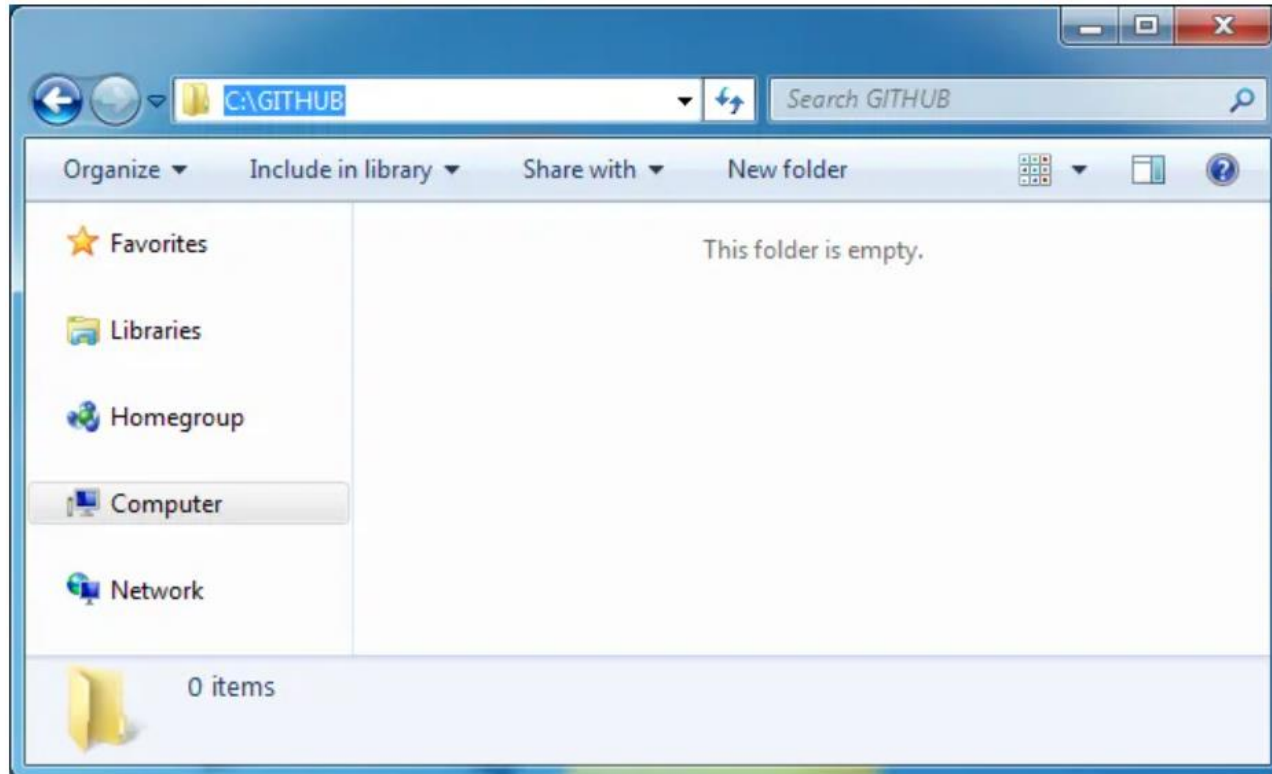 C:\GITHUB
Search GITHUB
Organize
Include in library
Share with
New folder
Favorites
This folder is empty.
Libraries
Homegroup
Computer
Network
0 items